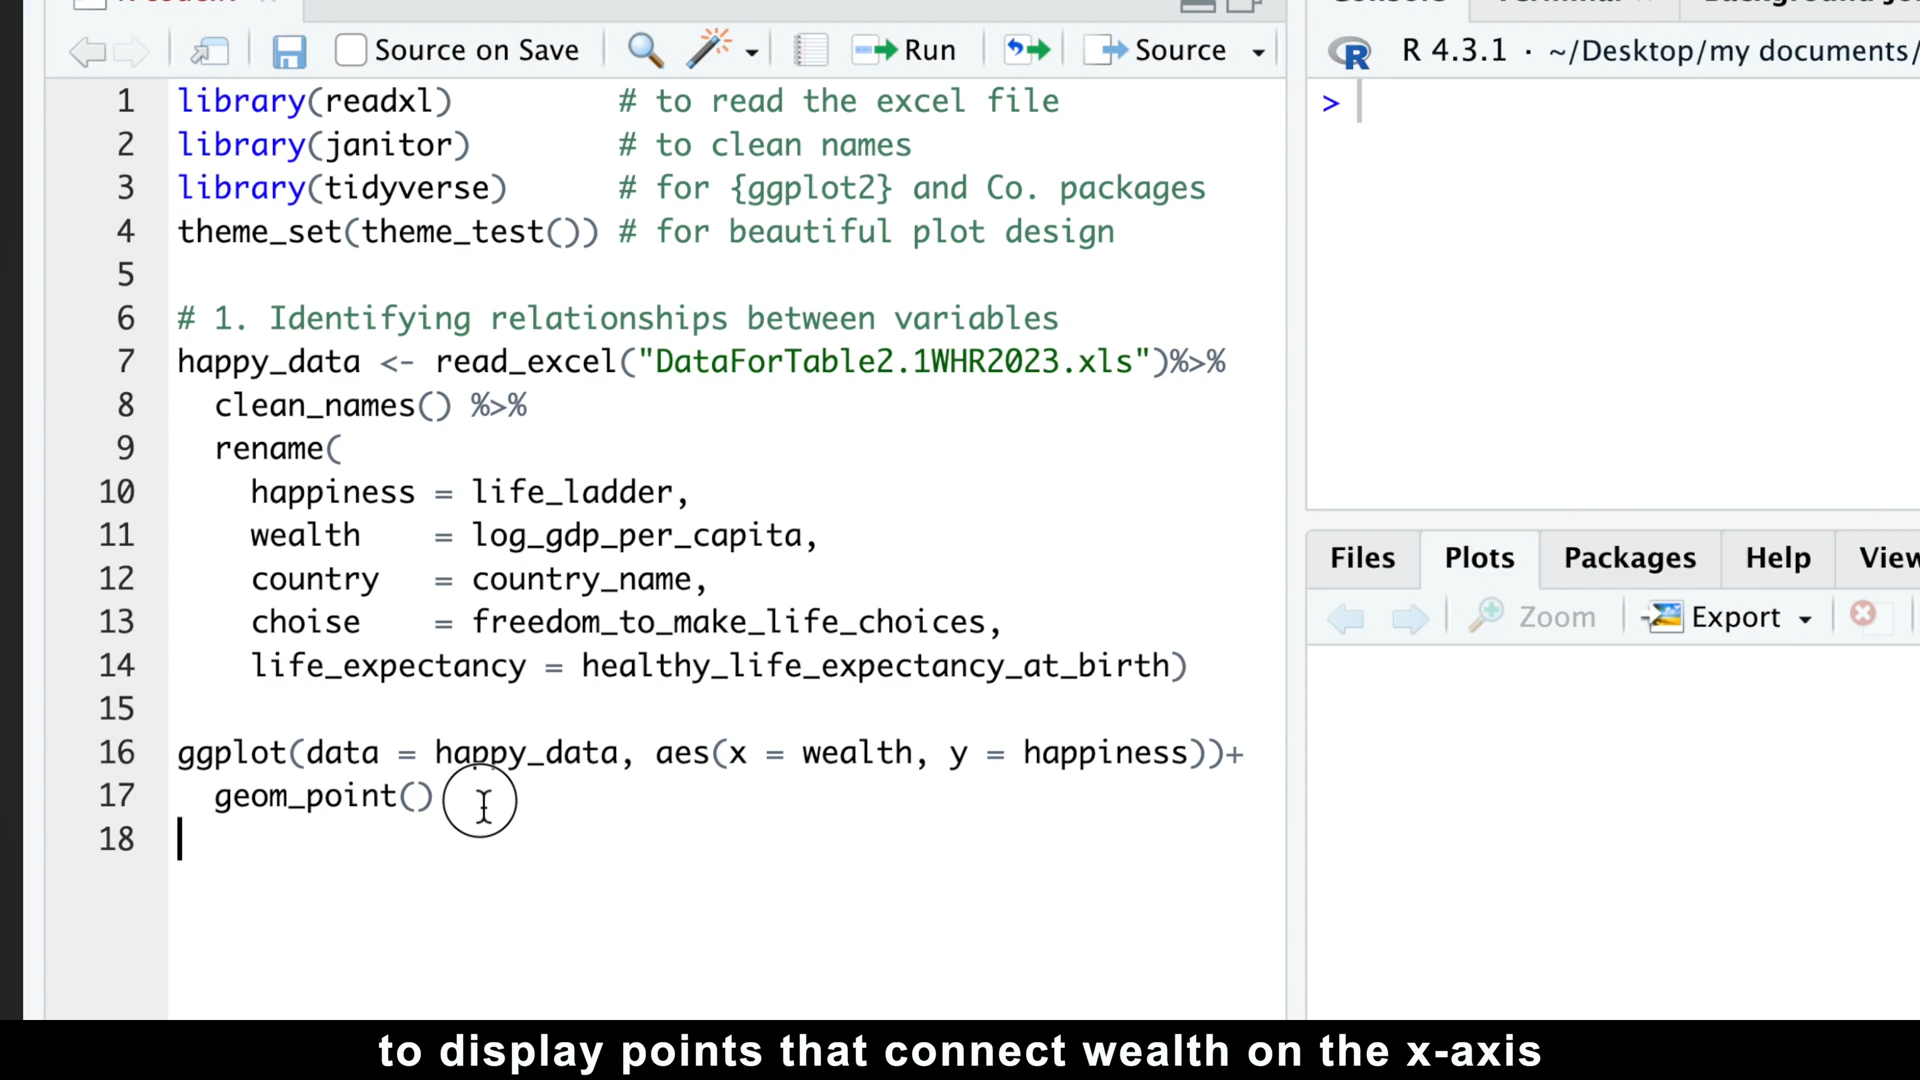 Source on Save
Run
Source
R 4.3.1 · ~/Desktop/my documents/
1 library(readxl) # to read the excel file
2 library(janitor) # to clean names
3 library(tidyverse) # for {ggplot2} and Co. packages
4 theme_set(theme_test()) # for beautiful plot design
5
6 # 1. Identifying relationships between variables
7 happy_data <- read_excel("DataForTable2.1WHR2023.xls")%>%
8 clean_names() %>%
9 rename(
10 happiness = life_ladder,
11 wealth = log_gdp_per_capita,
12 country = country_name,
13 choise = freedom_to_make_life_choices,
14 life_expectancy = healthy_life_expectancy_at_birth)
15
16 ggplot(data = happy_data, aes(x = wealth, y = happiness))+
17 geom_point()
18
>
Files Plots Packages Help View
Zoom Export
to display points that connect wealth on the x-axis